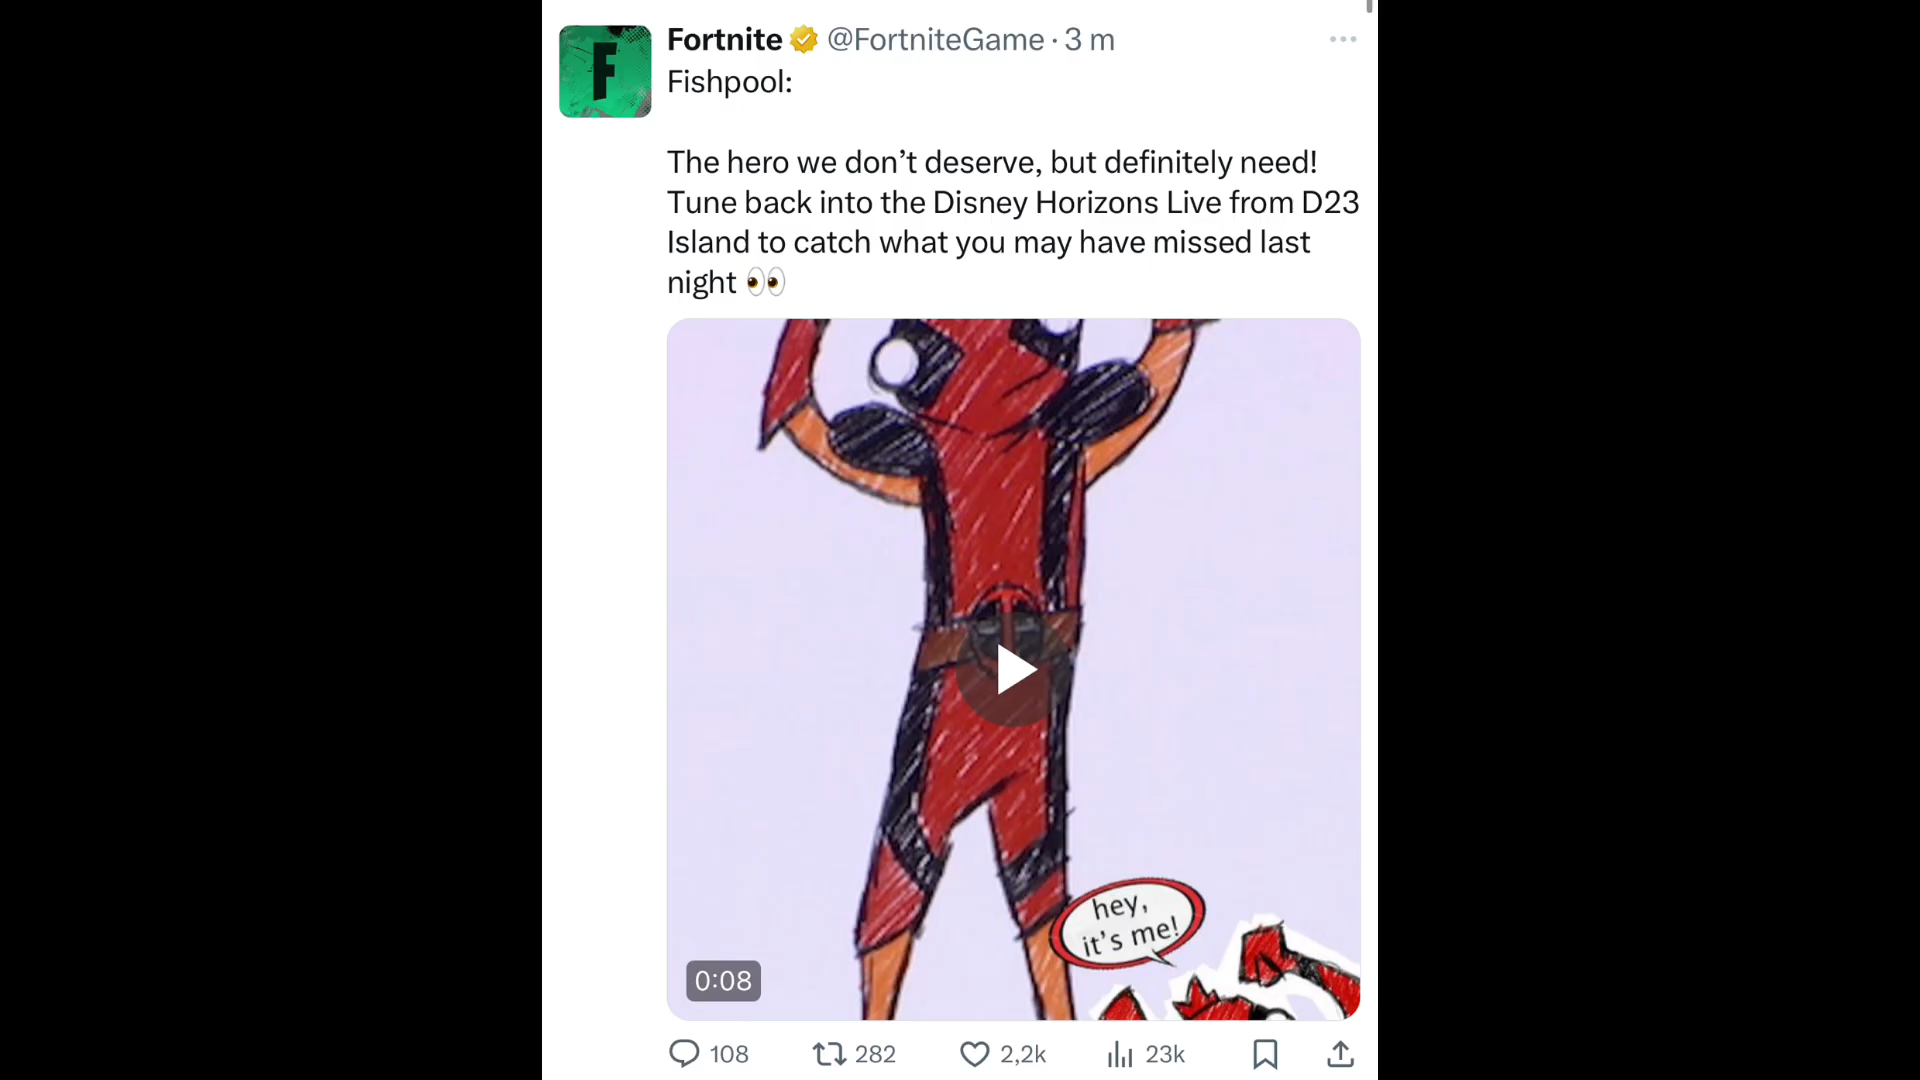 Fortnite @FortniteGame · 3 m
Fishpool:
The hero we don’t deserve, but definitely need!
Tune back into the Disney Horizons Live from D23
Island to catch what you may have missed last
night 👀
hey,
it's me!
0:08
108 282 2,2k 23k